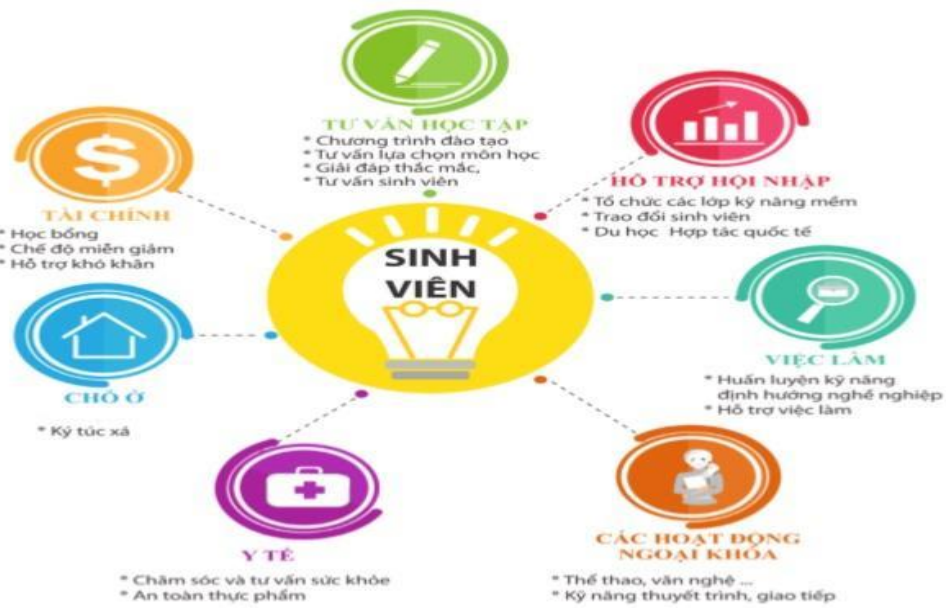 TƯ VẤN HỌC TẬP
* Chương trình đào tạo
* Tư vấn lựa chọn môn học
* Giải đáp thắc mắc,
* Tư vấn sinh viên
HỖ TRỢ HỘI NHẬP
* Tổ chức các lớp kỹ năng mềm
* Trao đổi sinh viên
* Du học Hợp tác quốc tế
TÀI CHÍNH
* Học bổng
* Chế độ miễn giảm
* Hỗ trợ khó khăn
SINH
VIÊN
VIỆC LÀM
* Huấn luyện kỹ năng
định hướng nghề nghiệp
* Hỗ trợ việc làm
CHỖ Ở
* Ký túc xá
Y TẾ
* Chăm sóc và tư vấn sức khỏe
* An toàn thực phẩm
CÁC HOẠT ĐỘNG
NGOẠI KHÓA
* Thể thao, văn nghệ ...
* Kỹ năng thuyết trình, giao tiếp